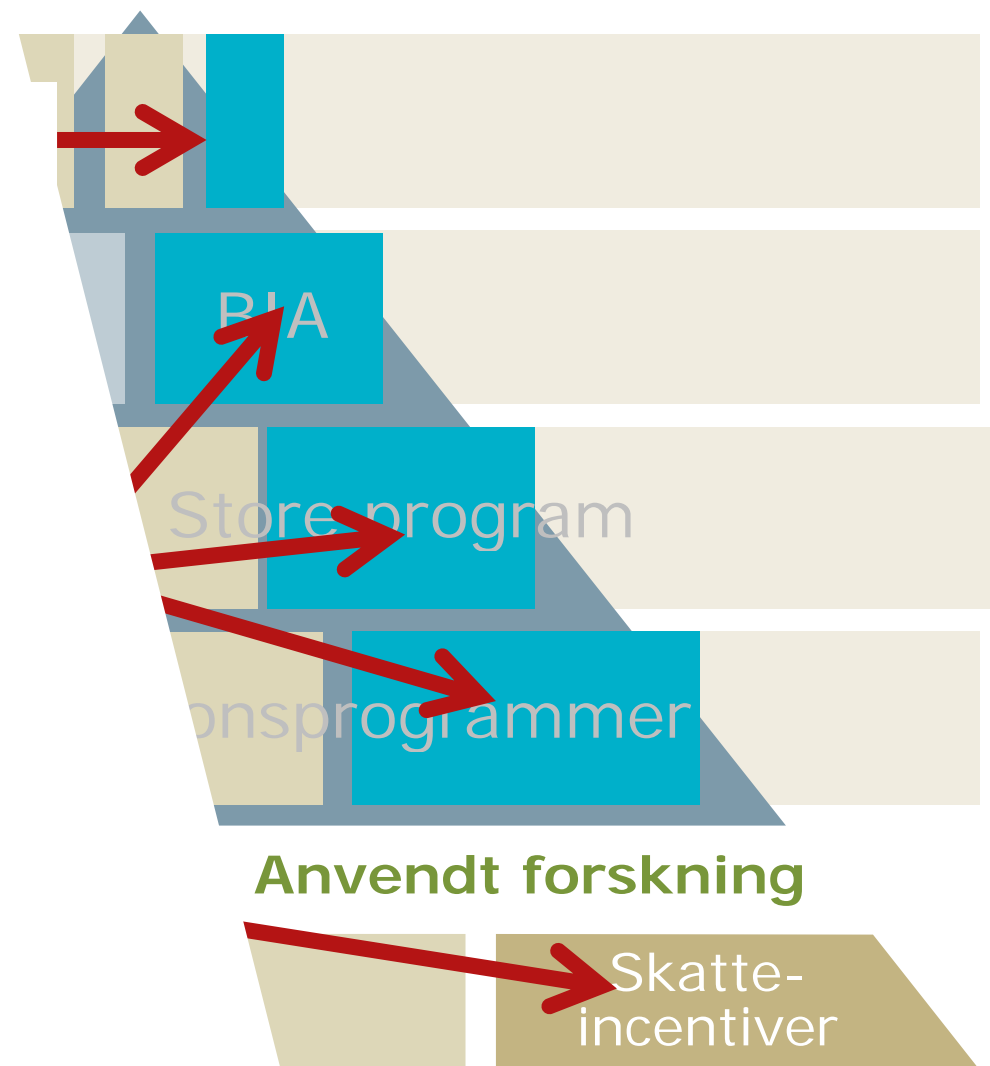 BIA
Store program
onsprogrammer
Anvendt forskning
Skatte-
incentiver